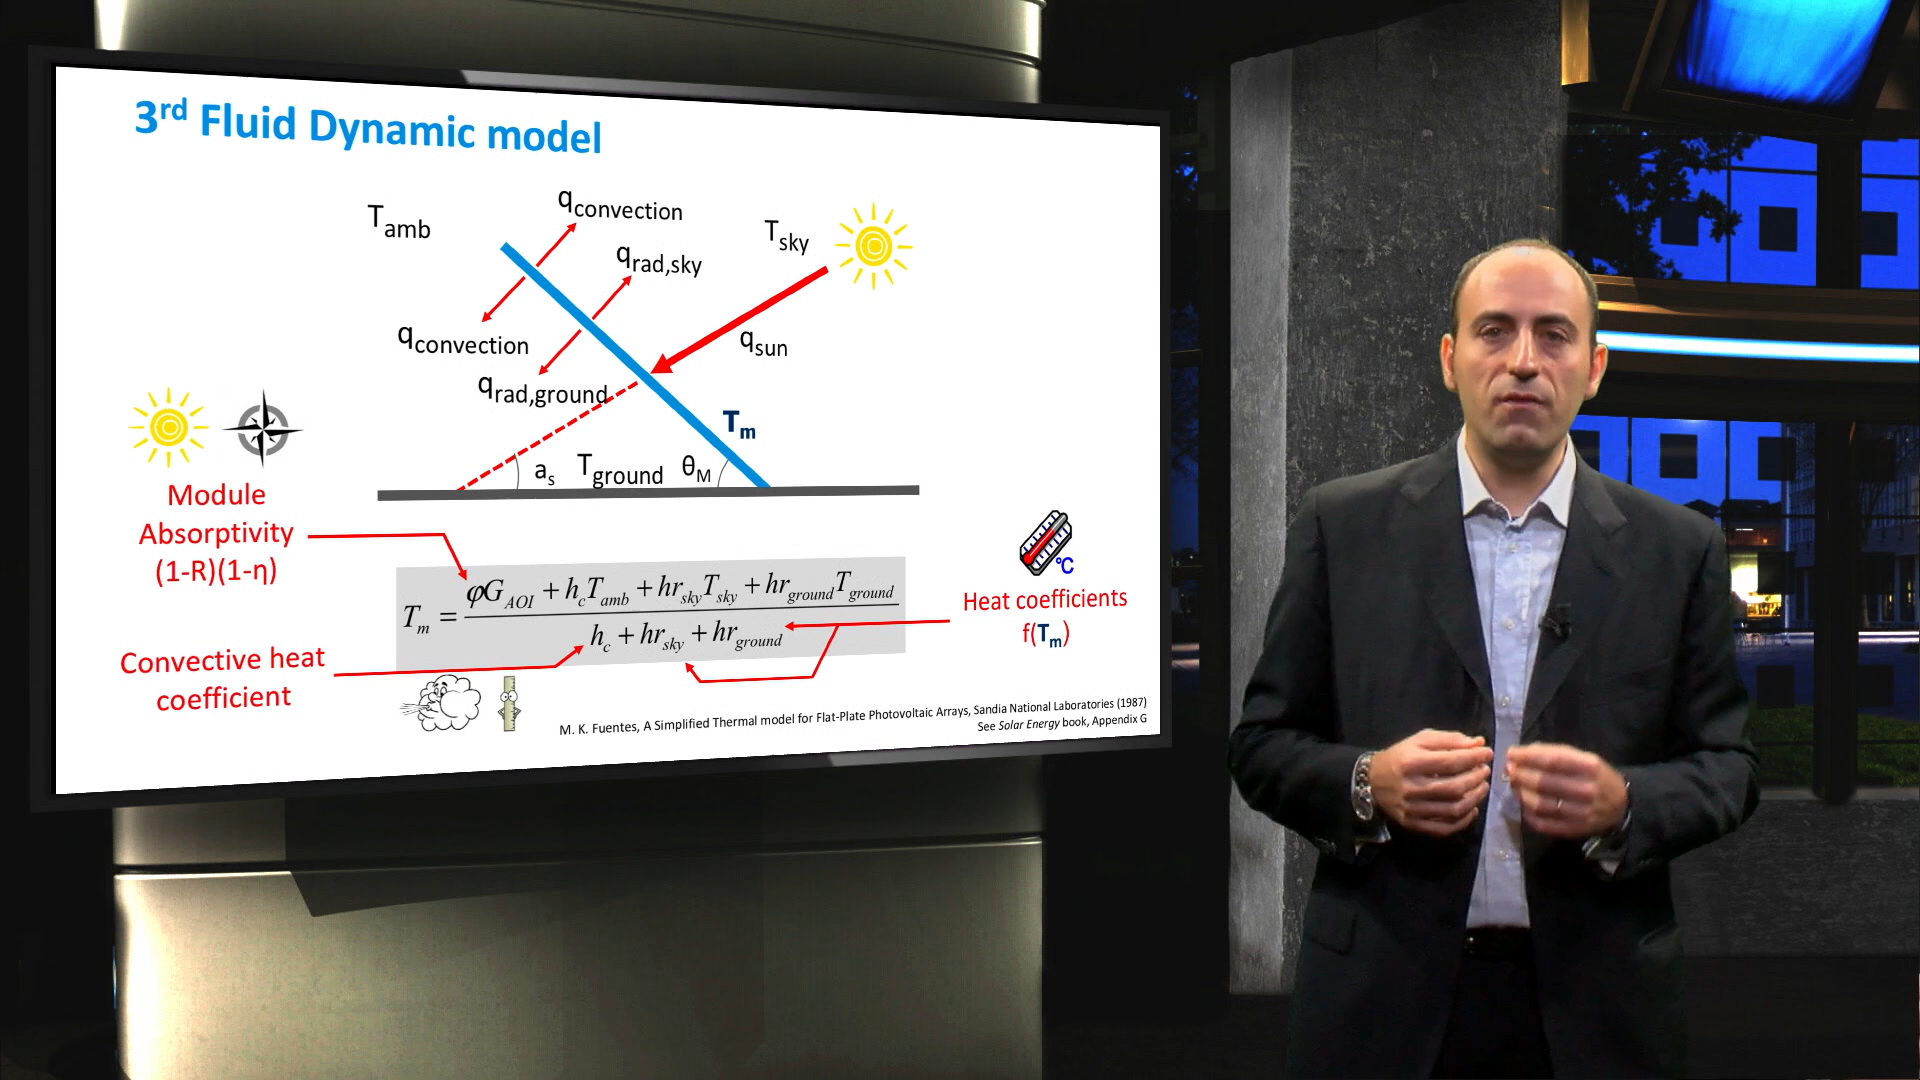 3rd Fluid Dynamic model
Tamb
qconvection
Tsky
qrad,sky
qconvection
qsun
qrad,ground
Tm
as
Tground
θM
Module
Absorptivity
(1-R)(1-η)
Tm = φGAOI + hcTamb + hrskyTsky + hrgroundTground
hc + hrsky + hrground
°C
Heat coefficients
f(Tm)
Convective heat
coefficient
M. K. Fuentes, A Simplified Thermal model for Flat-Plate Photovoltaic Arrays, Sandia National Laboratories (1987)
See Solar Energy book, Appendix G